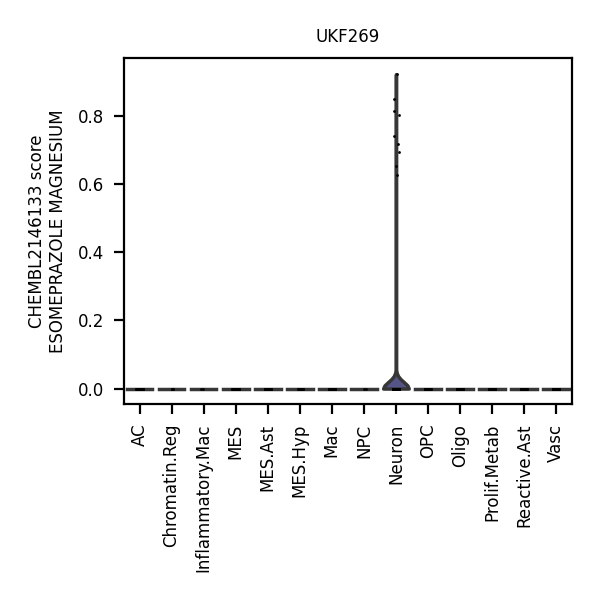 UKF269
CHEMBL2146133 score
ESOMEPRAZOLE MAGNESIUM
0.8
0.6
0.4
0.2
0.0
AC
Chromatin.Reg
Inflammatory.Mac
MES
MES.Ast
MES.Hyp
Mac
NPC
Neuron
OPC
Oligo
Prolif.Metab
Reactive.Ast
Vasc